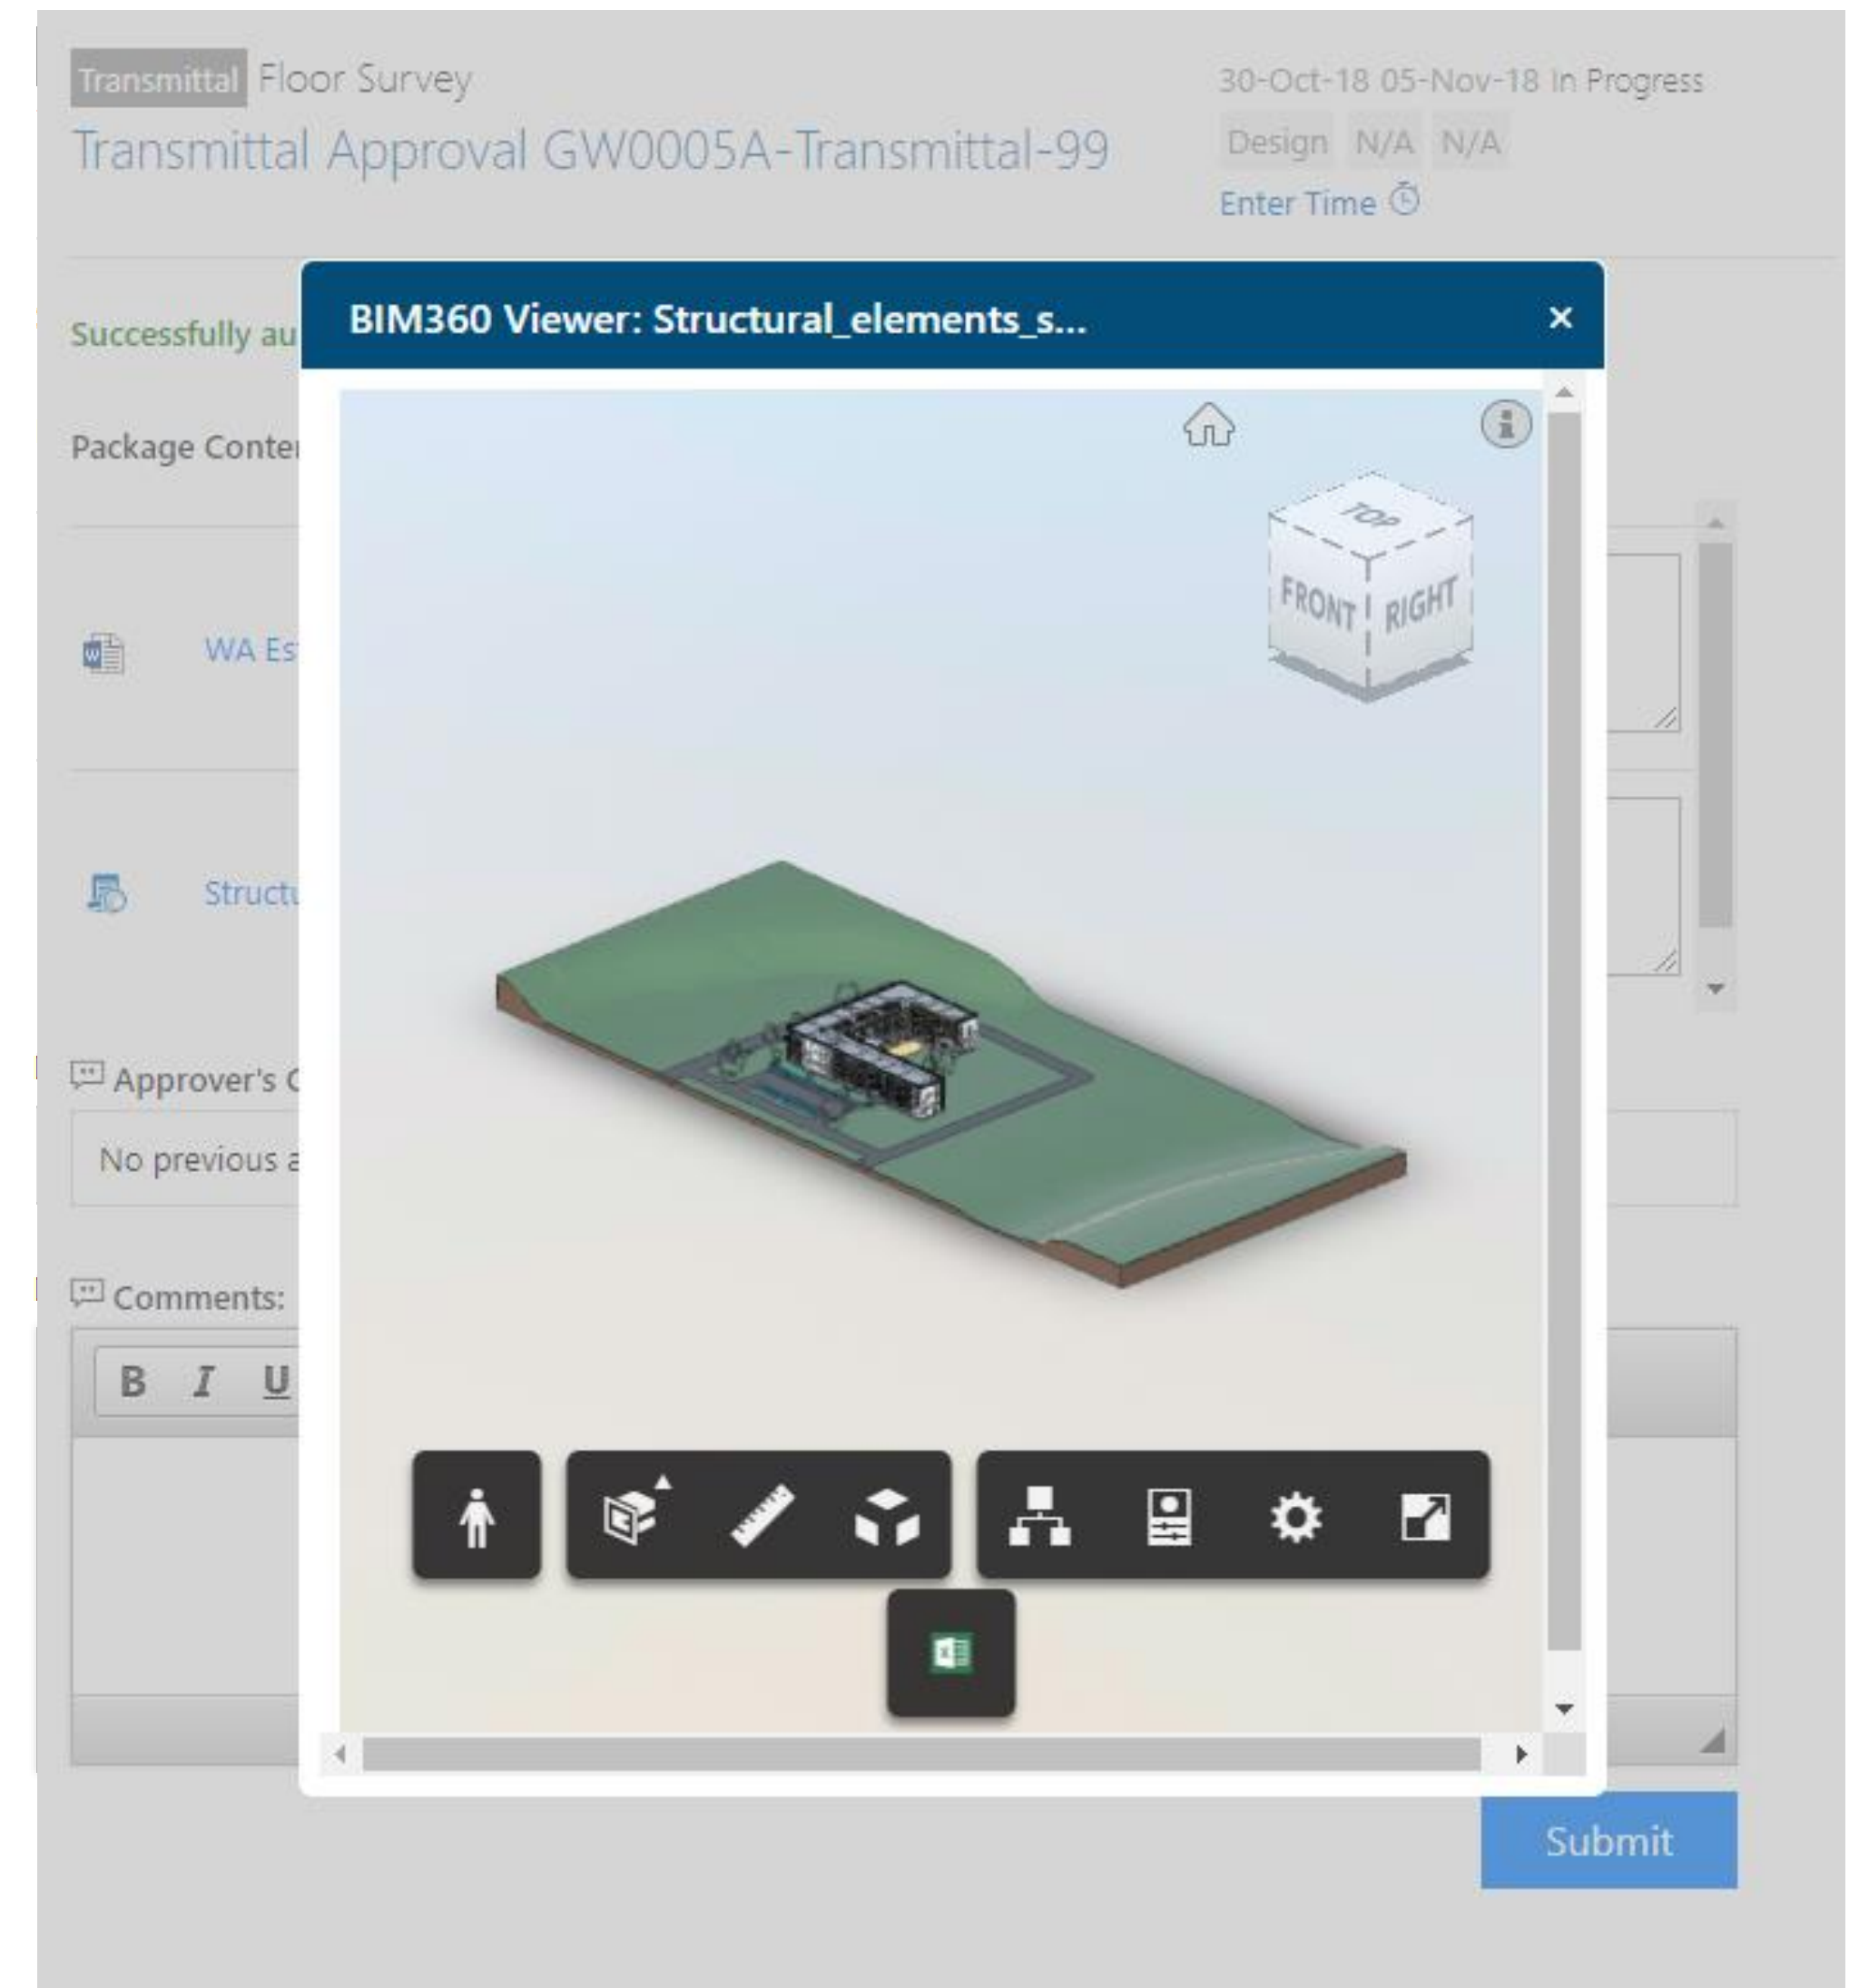 Transmittal Floor Survey
30-Oct-18 05-Nov-18 In Progress
Transmittal Approval GW0005A-Transmittal-99
Design N/A N/A
Enter Time
Successfully au
BIM360 Viewer: Structural_elements_s...
Package Conte
TOP
FRONT RIGHT
WA Es
Structu
Approver's C
No previous a
Comments:
B I U
Submit